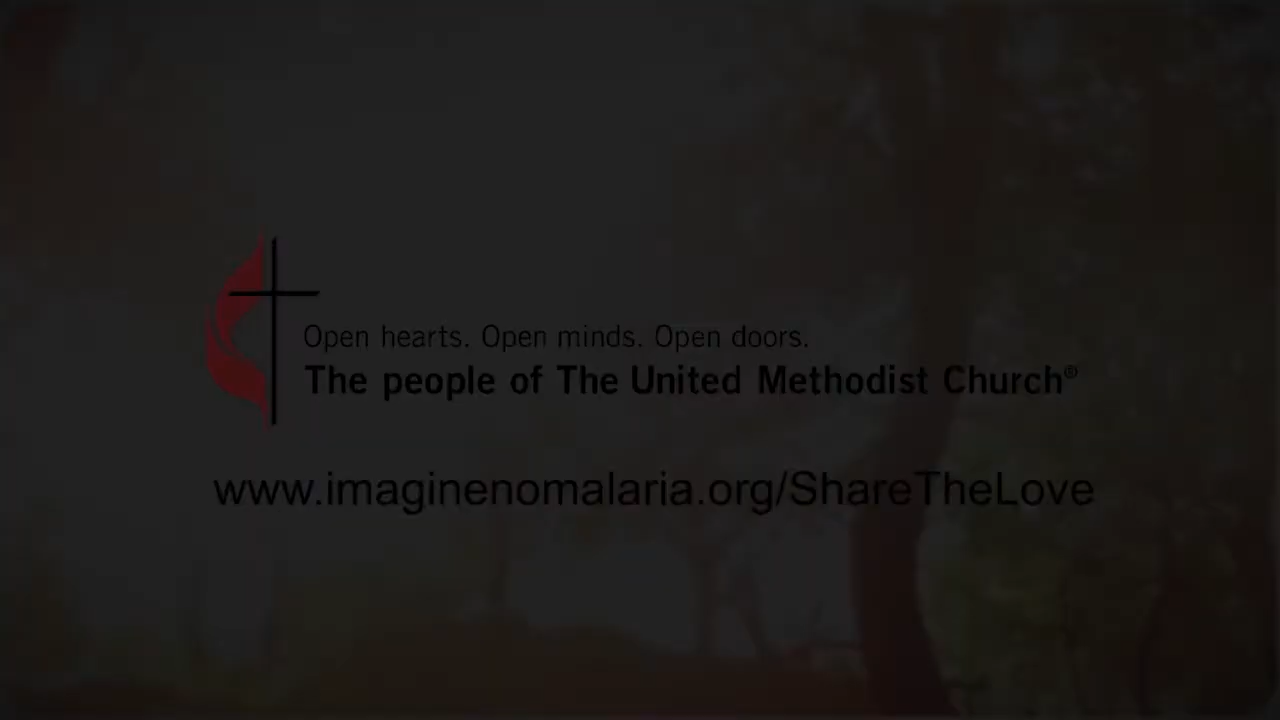 Open hearts. Open minds. Open doors.
The people of The United Methodist Church®
www.imaginenomalaria.org/ShareTheLove